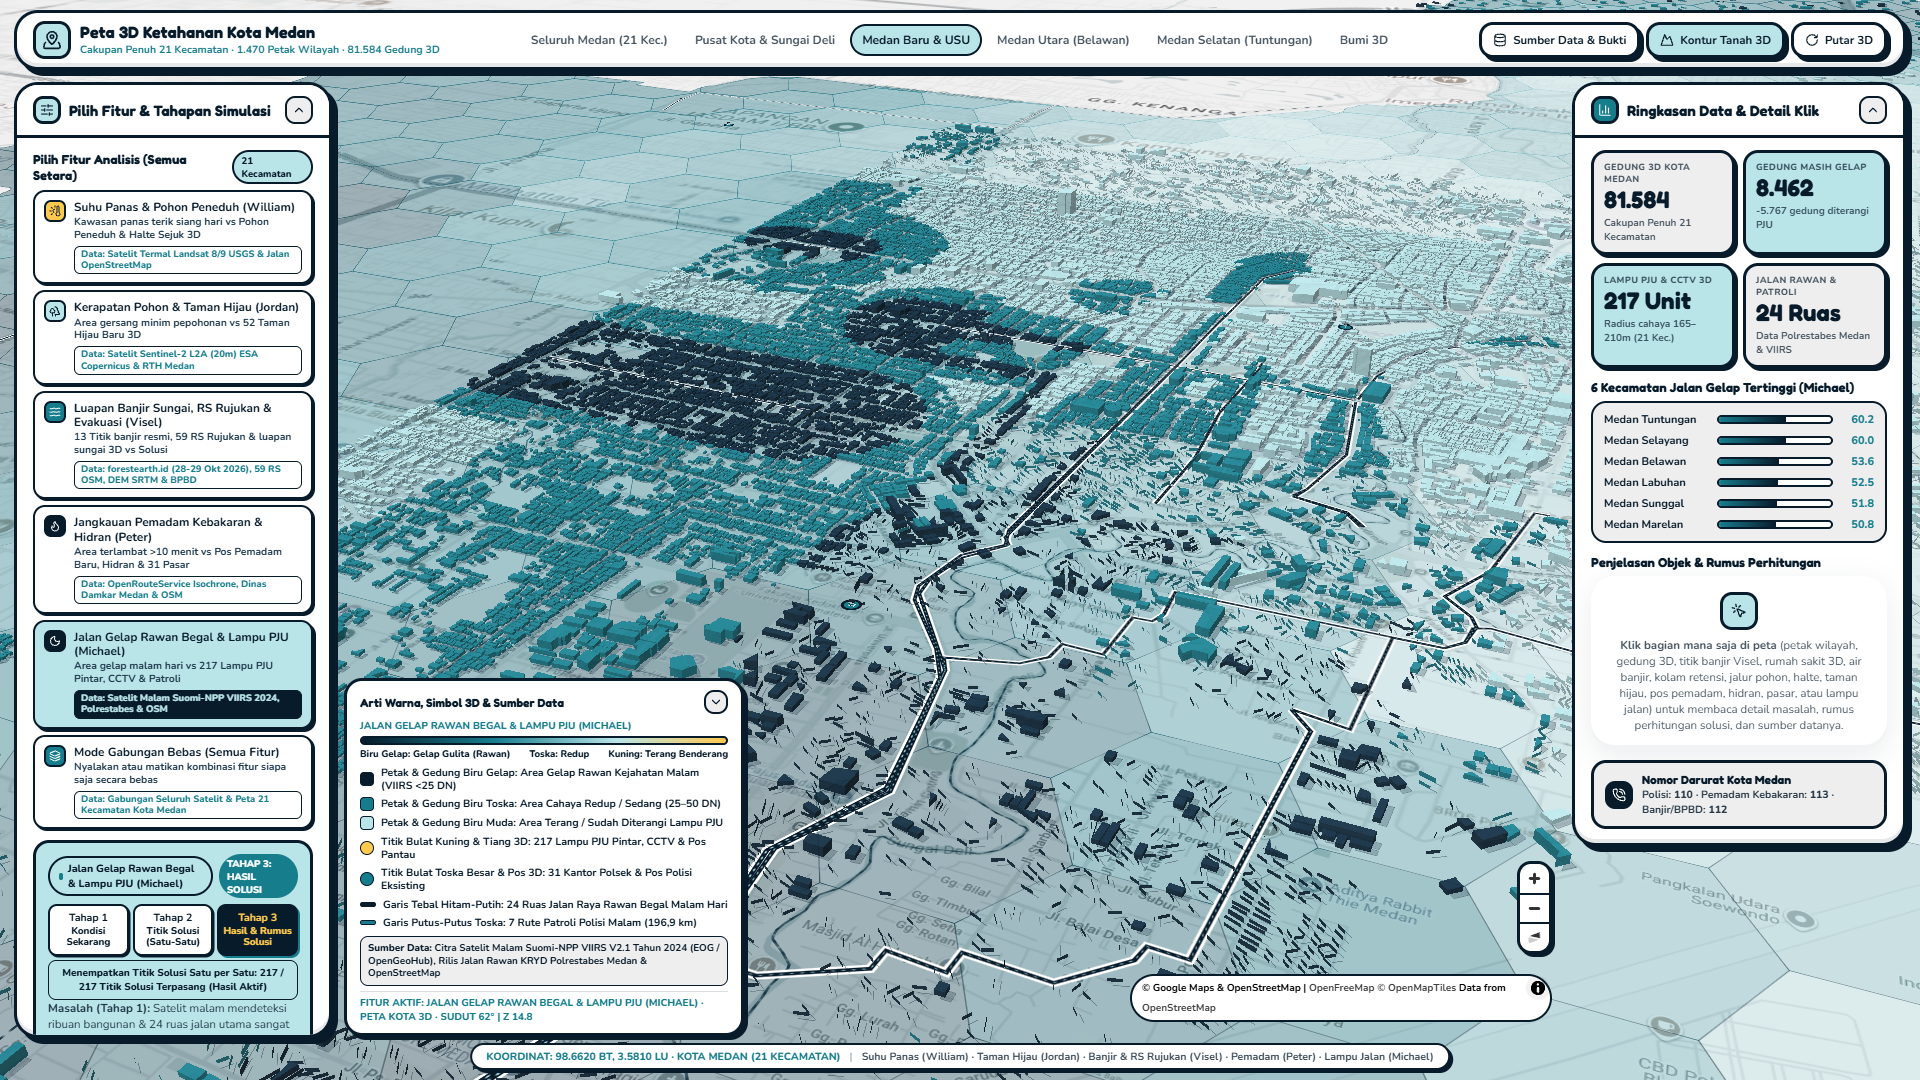 Peta 3D Ketahanan Kota Medan
Cakupan Penuh 21 Kecamatan · 1.470 Petak Wilayah · 81.584 Gedung 3D
Seluruh Medan (21 Kec.)
Pusat Kota & Sungai Deli
Medan Baru & USU
Medan Utara (Belawan)
Medan Selatan (Tuntungan)
Bumi 3D
Sumber Data & Bukti
Kontur Tanah 3D
Putar 3D
Pilih Fitur & Tahapan Simulasi
Pilih Fitur Analisis (Semua
Setara)
21
Kecamatan
Suhu Panas & Pohon Peneduh (William)
Kawasan panas terik siang hari vs Pohon
Peneduh & Halte Sejuk 3D
Data: Satelit Termal Landsat 8/9 USGS & Jalan
OpenStreetMap
Kerapatan Pohon & Taman Hijau (Jordan)
Area gersang minim pepohonan vs 52 Taman
Hijau Baru 3D
Data: Satelit Sentinel-2 L2A (20m) ESA
Copernicus & RTH Medan
Luapan Banjir Sungai, RS Rujukan &
Evakuasi (Visel)
13 Titik banjir resmi, 59 RS Rujukan & luapan
sungai 3D vs Solusi
Data: forestearth.id (28-29 Okt 2026), 59 RS
OSM, DEM SRTM & BPBD
Jangkauan Pemadam Kebakaran &
Hidran (Peter)
Area terlambat >10 menit vs Pos Pemadam
Baru, Hidran & 31 Pasar
Data: OpenRouteService Isochrone, Dinas
Damkar Medan & OSM
Jalan Gelap Rawan Begal & Lampu PJU
(Michael)
Area gelap malam hari vs 217 Lampu PJU
Pintar, CCTV & Patroli
Data: Satelit Malam Suomi-NPP VIIRS 2024,
Polrestabes & OSM
Mode Gabungan Bebas (Semua Fitur)
Nyalakan atau matikan kombinasi fitur siapa
saja secara bebas
Data: Gabungan Seluruh Satelit & Peta 21
Kecamatan Kota Medan
Jalan Gelap Rawan Begal
& Lampu PJU (Michael)
TAHAP 3:
HASIL
SOLUSI
Tahap 1
Kondisi
Sekarang
Tahap 2
Titik Solusi
(Satu-Satu)
Tahap 3
Hasil & Rumus
Solusi
Menempatkan Titik Solusi Satu per Satu: 217 /
217 Titik Solusi Terpasang (Hasil Aktif)
Masalah (Tahap 1): Satelit malam mendeteksi
ribuan bangunan & 24 ruas jalan utama sangat
Arti Warna, Simbol 3D & Sumber Data
JALAN GELAP RAWAN BEGAL & LAMPU PJU (MICHAEL)
Biru Gelap: Gelap Gulita (Rawan)
Toska: Redup
Kuning: Terang Benderang
Petak & Gedung Biru Gelap: Area Gelap Rawan Kejahatan Malam
(VIIRS <25 DN)
Petak & Gedung Biru Toska: Area Cahaya Redup / Sedang (25–50 DN)
Petak & Gedung Biru Muda: Area Terang / Sudah Diterangi Lampu PJU
Titik Bulat Kuning & Tiang 3D: 217 Lampu PJU Pintar, CCTV & Pos
Pantau
Titik Bulat Toska Besar & Pos 3D: 31 Kantor Polsek & Pos Polisi
Eksisting
Garis Tebal Hitam-Putih: 24 Ruas Jalan Raya Rawan Begal Malam Hari
Garis Putus-Putus Toska: 7 Rute Patroli Polisi Malam (196,9 km)
Sumber Data: Citra Satelit Malam Suomi-NPP VIIRS V2.1 Tahun 2024 (EOG /
OpenGeoHub), Rilis Jalan Rawan KRYD Polrestabes Medan &
OpenStreetMap
FITUR AKTIF: JALAN GELAP RAWAN BEGAL & LAMPU PJU (MICHAEL) ·
PETA KOTA 3D · SUDUT 62° | Z 14.8
GG. KENANGA
Gg. Bilal
Gg. Timbu
Gg. Setia
Gg. Rotan
Gg. Lurah
Jl. Balai Desa
Jl. Subur
Masjid Al
Aditya Rabbit
Thie Medan
Pangkalan Udara
Soewondo
CBD
Ringkasan Data & Detail Klik
GEDUNG 3D KOTA
MEDAN
81.584
Cakupan Penuh 21
Kecamatan
GEDUNG MASIH GELAP
8.462
-5.767 gedung diterangi
PJU
LAMPU PJU & CCTV 3D
217 Unit
Radius cahaya 165–
210m (21 Kec.)
JALAN RAWAN &
PATROLI
24 Ruas
Data Polrestabes Medan
& VIIRS
6 Kecamatan Jalan Gelap Tertinggi (Michael)
Medan Tuntungan 60.2
Medan Selayang 60.0
Medan Belawan 53.6
Medan Labuhan 52.5
Medan Sunggal 51.8
Medan Marelan 50.8
Penjelasan Objek & Rumus Perhitungan
Klik bagian mana saja di peta (petak wilayah,
gedung 3D, titik banjir Visel, rumah sakit 3D, air
banjir, kolam retensi, jalur pohon, halte, taman
hijau, pos pemadam, hidran, pasar, atau lampu
jalan) untuk membaca detail masalah, rumus
perhitungan solusi, dan sumber datanya.
Nomor Darurat Kota Medan
Polisi: 110 · Pemadam Kebakaran: 113 ·
Banjir/BPBD: 112
© Google Maps & OpenStreetMap | OpenFreeMap © OpenMapTiles Data from
OpenStreetMap
KOORDINAT: 98.6620 BT, 3.5810 LU · KOTA MEDAN (21 KECAMATAN) | Suhu Panas (William) · Taman Hijau (Jordan) · Banjir & RS Rujukan (Visel) · Pemadam (Peter) · Lampu Jalan (Michael)